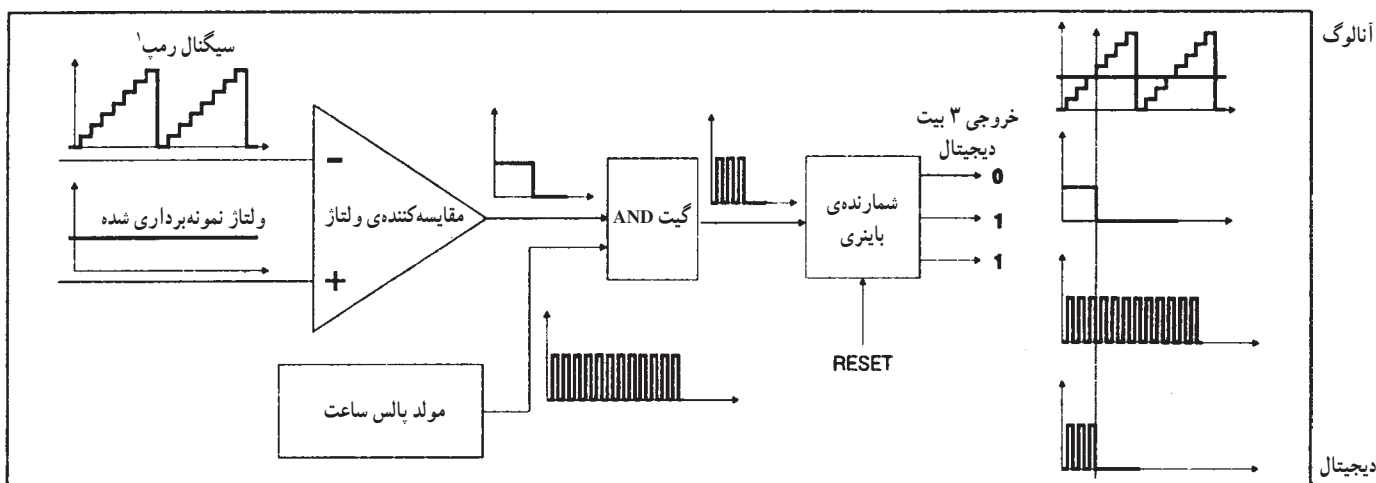 آنالوگ
سیگنال رمپ۱
ولتاژ نمونه‌برداری شده
−
+
مقایسه‌کننده‌ی ولتاژ
گیت AND
شمارنده‌ی
باینری
خروجی ۳ بیت
دیجیتال
0
1
1
RESET
مولد پالس ساعت
دیجیتال